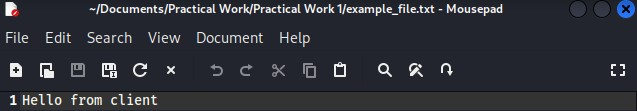 ~/Documents/Practical Work/Practical Work 1/example_file.txt - Mousepad
File Edit Search View Document Help
1 Hello from client